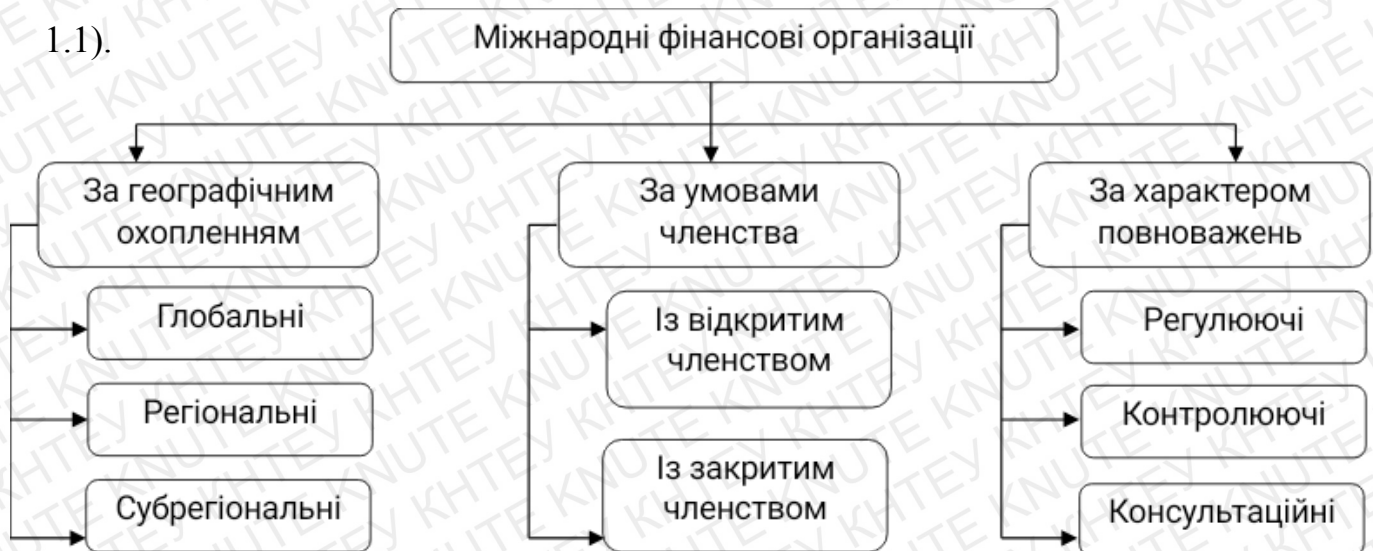 1.1).
Міжнародні фінансові організації
За географічним
охопленням
Глобальні
Регіональні
Субрегіональні
За умовами
членства
Із відкритим
членством
Із закритим
членством
За характером
повноважень
Регулюючі
Контролюючі
Консультаційні